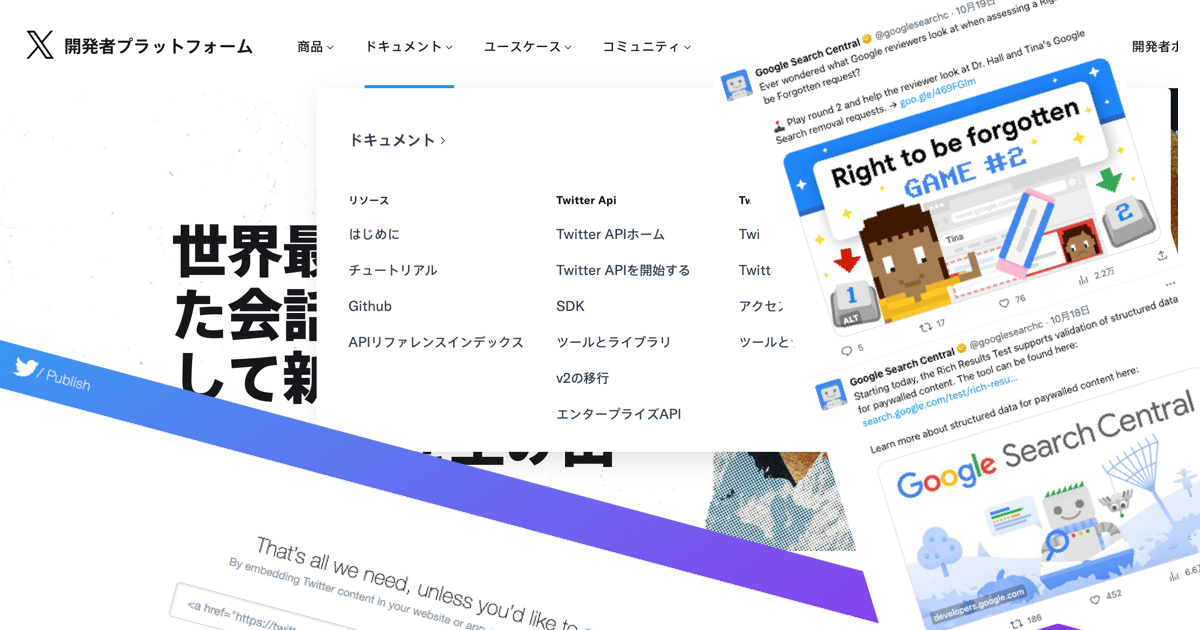 X 開発者プラットフォーム
商品
ドキュメント
ユースケース
コミュニティ
ドキュメント
リソース
はじめに
チュートリアル
Github
APIリファレンスインデックス
Twitter Api
Twitter APIホーム
Twitter APIを開始する
SDK
ツールとライブラリ
v2の移行
エンタープライズAPI
アクセ
ツールと
世界最
た会話
して新
/ Publish
That's all we need, unless you'd like to
By embedding Twitter content in your website or app
<a href="https://twitt
Google Search Central @googlesearchc · 10月19日
Ever wondered what Google reviewers look at when assessing a Rig
be Forgotten request?
Play round 2 and help the reviewer look at Dr. Hall and Tina's Google
Search removal requests. → goo.gle/469FGlm
Right to be forgotten
GAME #2
www.google.com
Tina
1
ALT
2
5
17
76
2.2万
Google Search Central @googlesearchc · 10月18日
Starting today, the Rich Results Test supports validation of structured data
for paywalled content. The tool can be found here:
search.google.com/test/rich-resu...
Learn more about structured data for paywalled content here:
Google Search Central
developers.google.com
186
452